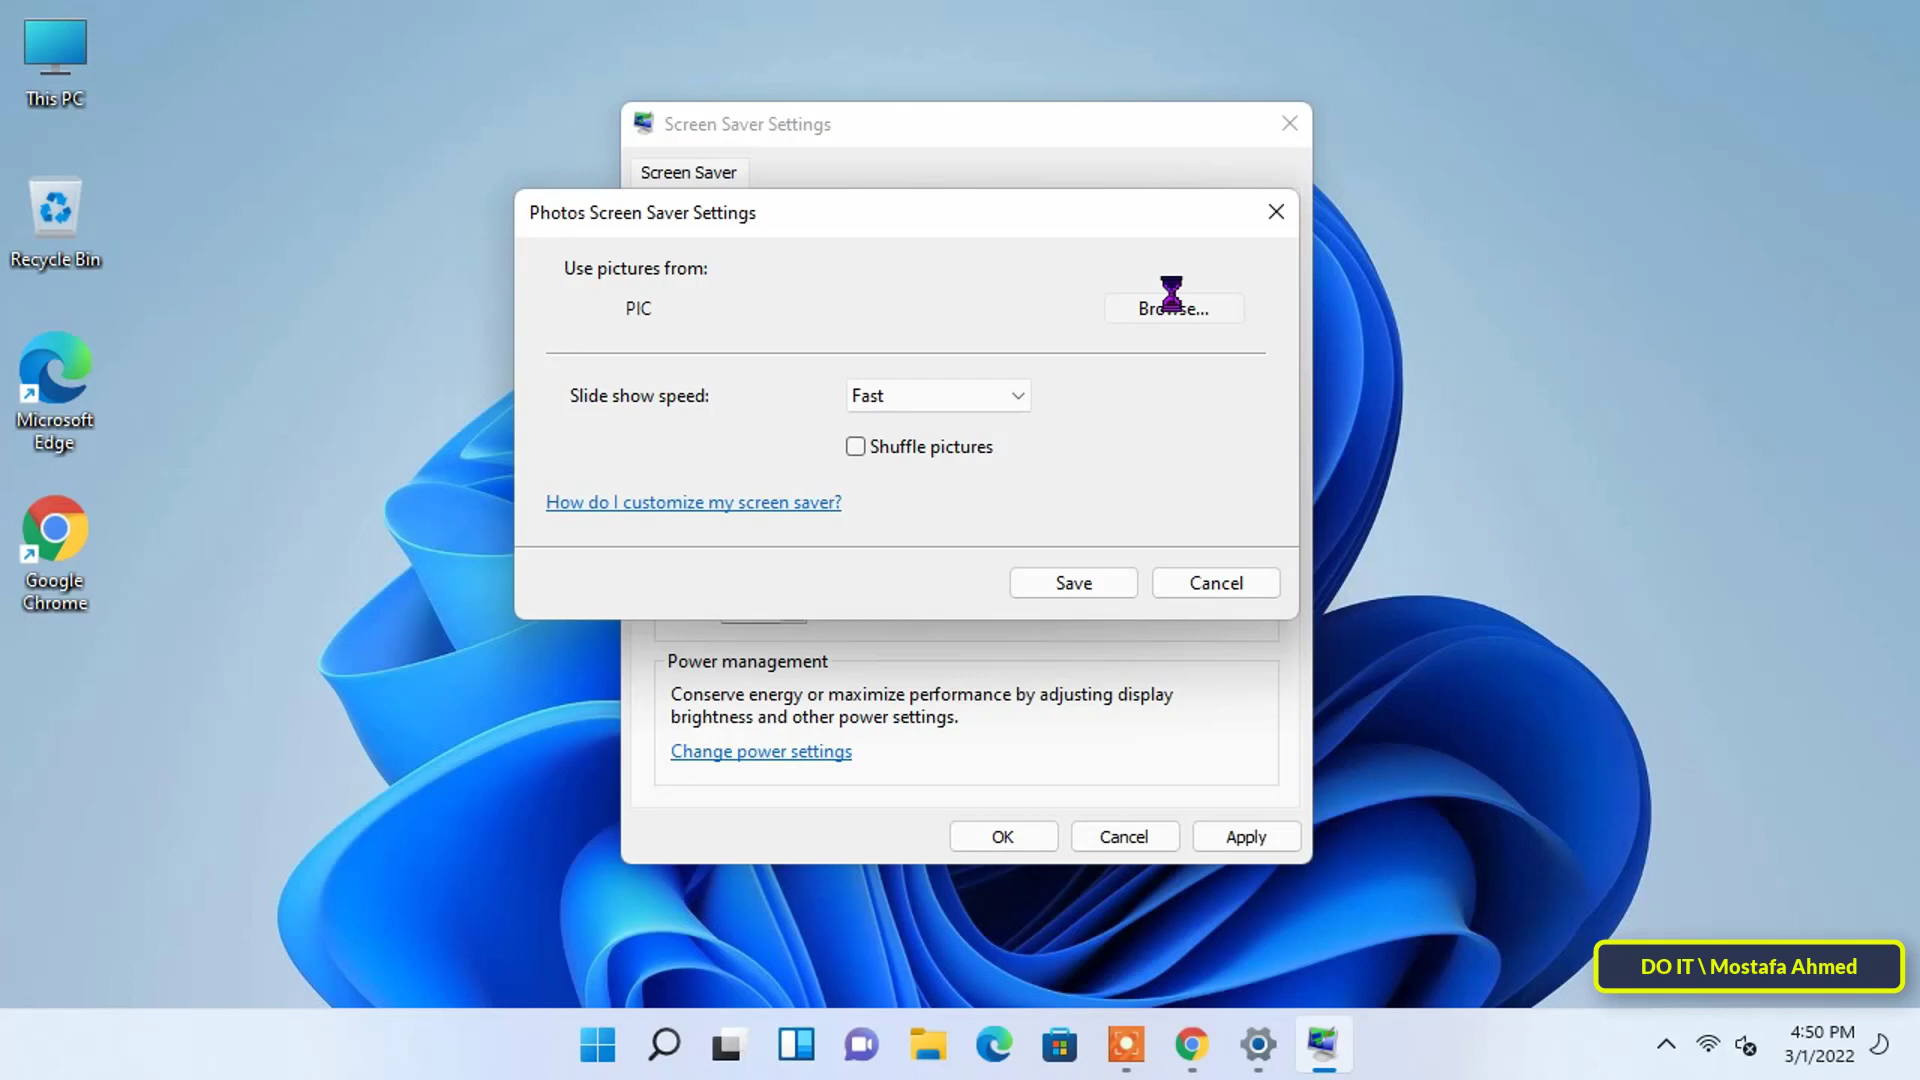 This PC
Recycle Bin
Microsoft
Edge
Google
Chrome
Screen Saver Settings
Screen Saver
Photos Screen Saver Settings
Use pictures from:
PIC
Browse...
Slide show speed:
Fast
Shuffle pictures
How do I customize my screen saver?
Save
Cancel
Power management
Conserve energy or maximize performance by adjusting display
brightness and other power settings.
Change power settings
OK
Cancel
Apply
DO IT \ Mostafa Ahmed
4:50 PM
3/1/2022